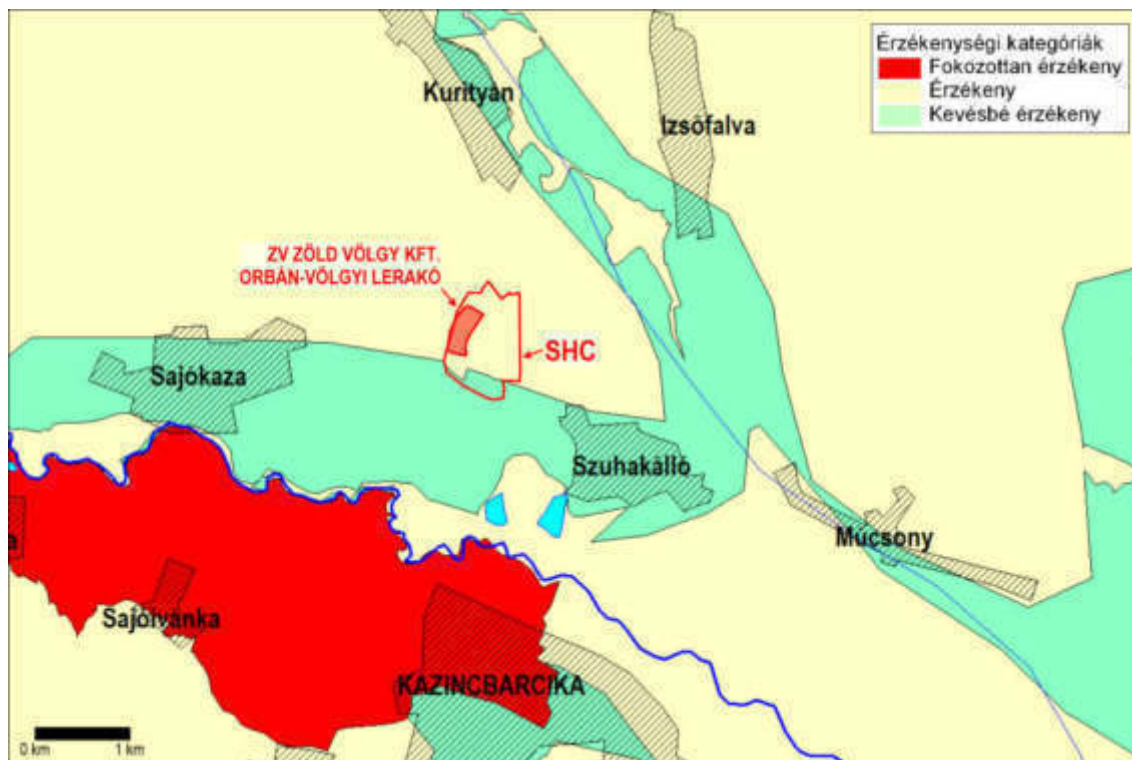 Érzékenységi kategóriák
Fokozottan érzékeny
Érzékeny
Kevésbé érzékeny
Kurityán
Izsófalva
ZV ZÖLD VÖLGY KFT.
ORBÁN-VÖLGYI LERAKÓ
SHC
Sajókaza
Szuhakálló
Múcsony
a
Sajóivánka
KAZINCBARCIKA
0 km 1 km